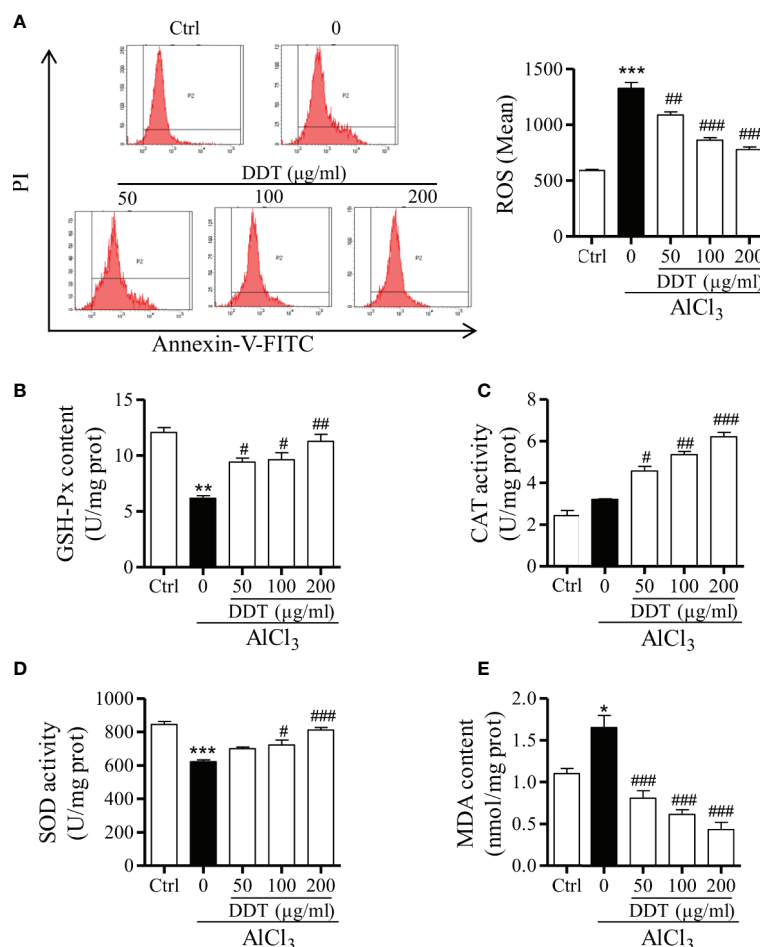 A
Ctrl
0
P2
P2
DDT (µg/ml)
50
100
200
P2
P2
P2
PI
Annexin-V-FITC
ROS (Mean)
1500
1000
500
0
***
##
###
###
Ctrl
0
50
100
200
DDT (µg/ml)
AlCl3
B
GSH-Px content
(U/mg prot)
15
10
5
0
**
#
#
##
Ctrl
0
50
100
200
DDT (µg/ml)
AlCl3
C
CAT activity
(U/mg prot)
8
6
4
2
0
#
##
###
Ctrl
0
50
100
200
DDT (µg/ml)
AlCl3
D
SOD activity
(U/mg prot)
1000
800
600
400
200
0
***
#
###
Ctrl
0
50
100
200
DDT (µg/ml)
AlCl3
E
MDA content
(nmol/mg prot)
2.0
1.5
1.0
0.5
0.0
*
###
###
###
Ctrl
0
50
100
200
DDT (µg/ml)
AlCl3